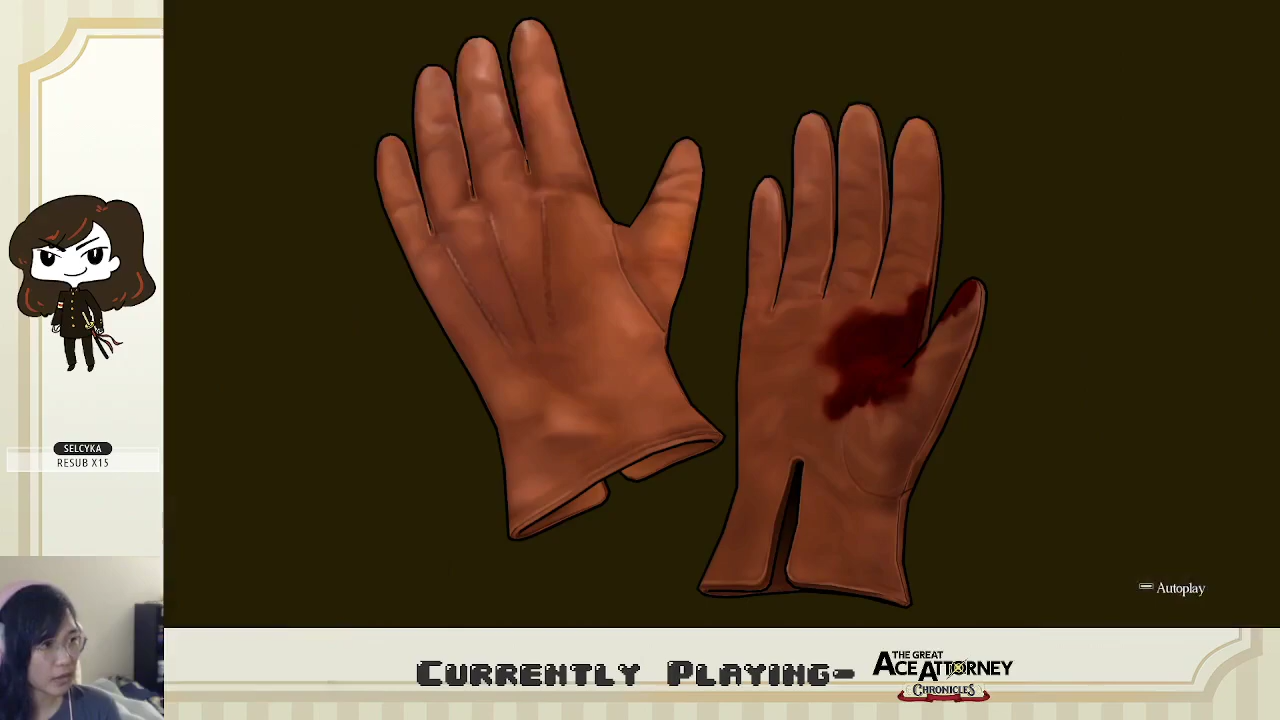 SELCYKA
RESUB X15
Autoplay
CURRENTLY PLAYING-
THE GREAT
ACE ATTORNEY
CHRONICLES